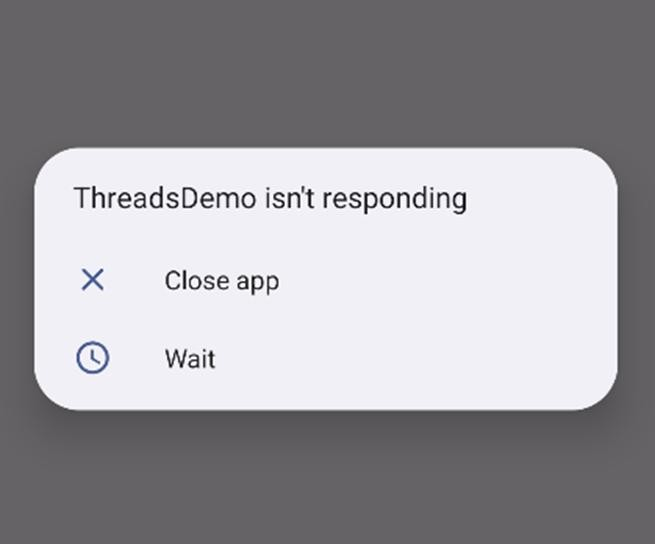 ThreadsDemo isn't responding
Close app
Wait